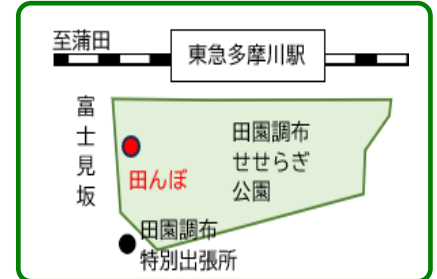 至蒲田
東急多摩川駅
富士見坂
田園調布
せせらぎ
公園
田んぼ
田園調布
特別出張所